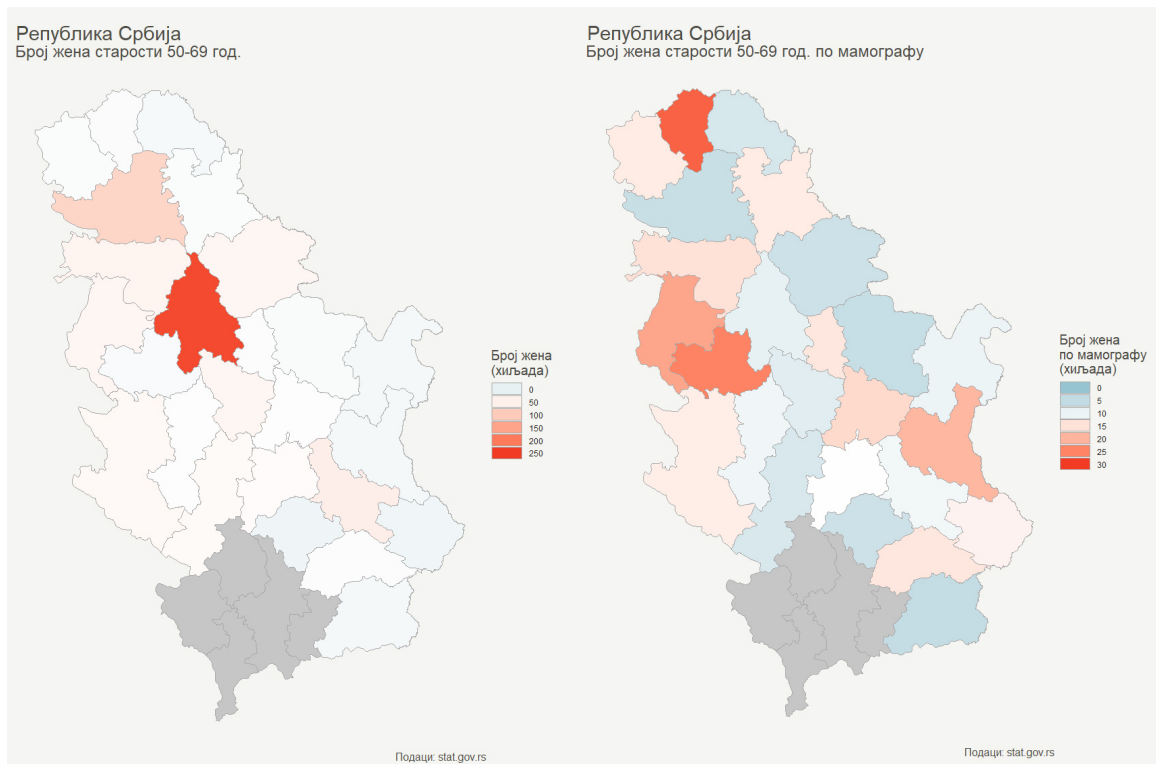 Република Србија
Број жена старости 50-69 год.
Број жена
(хиљада)
0
50
100
150
200
250
Подаци: stat.gov.rs
Република Србија
Број жена старости 50-69 год. по мамографу
Број жена
по мамографу
(хиљада)
0
5
10
15
20
25
30
Подаци: stat.gov.rs